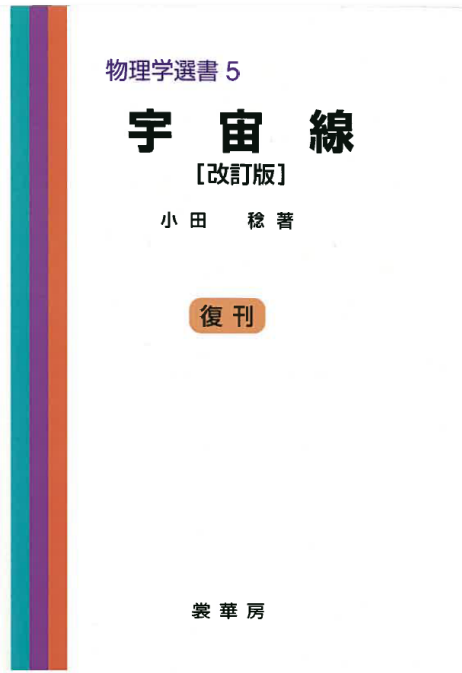 物理学選書 5
宇宙線
[改訂版]
小田 稔著
復刊
裳華房